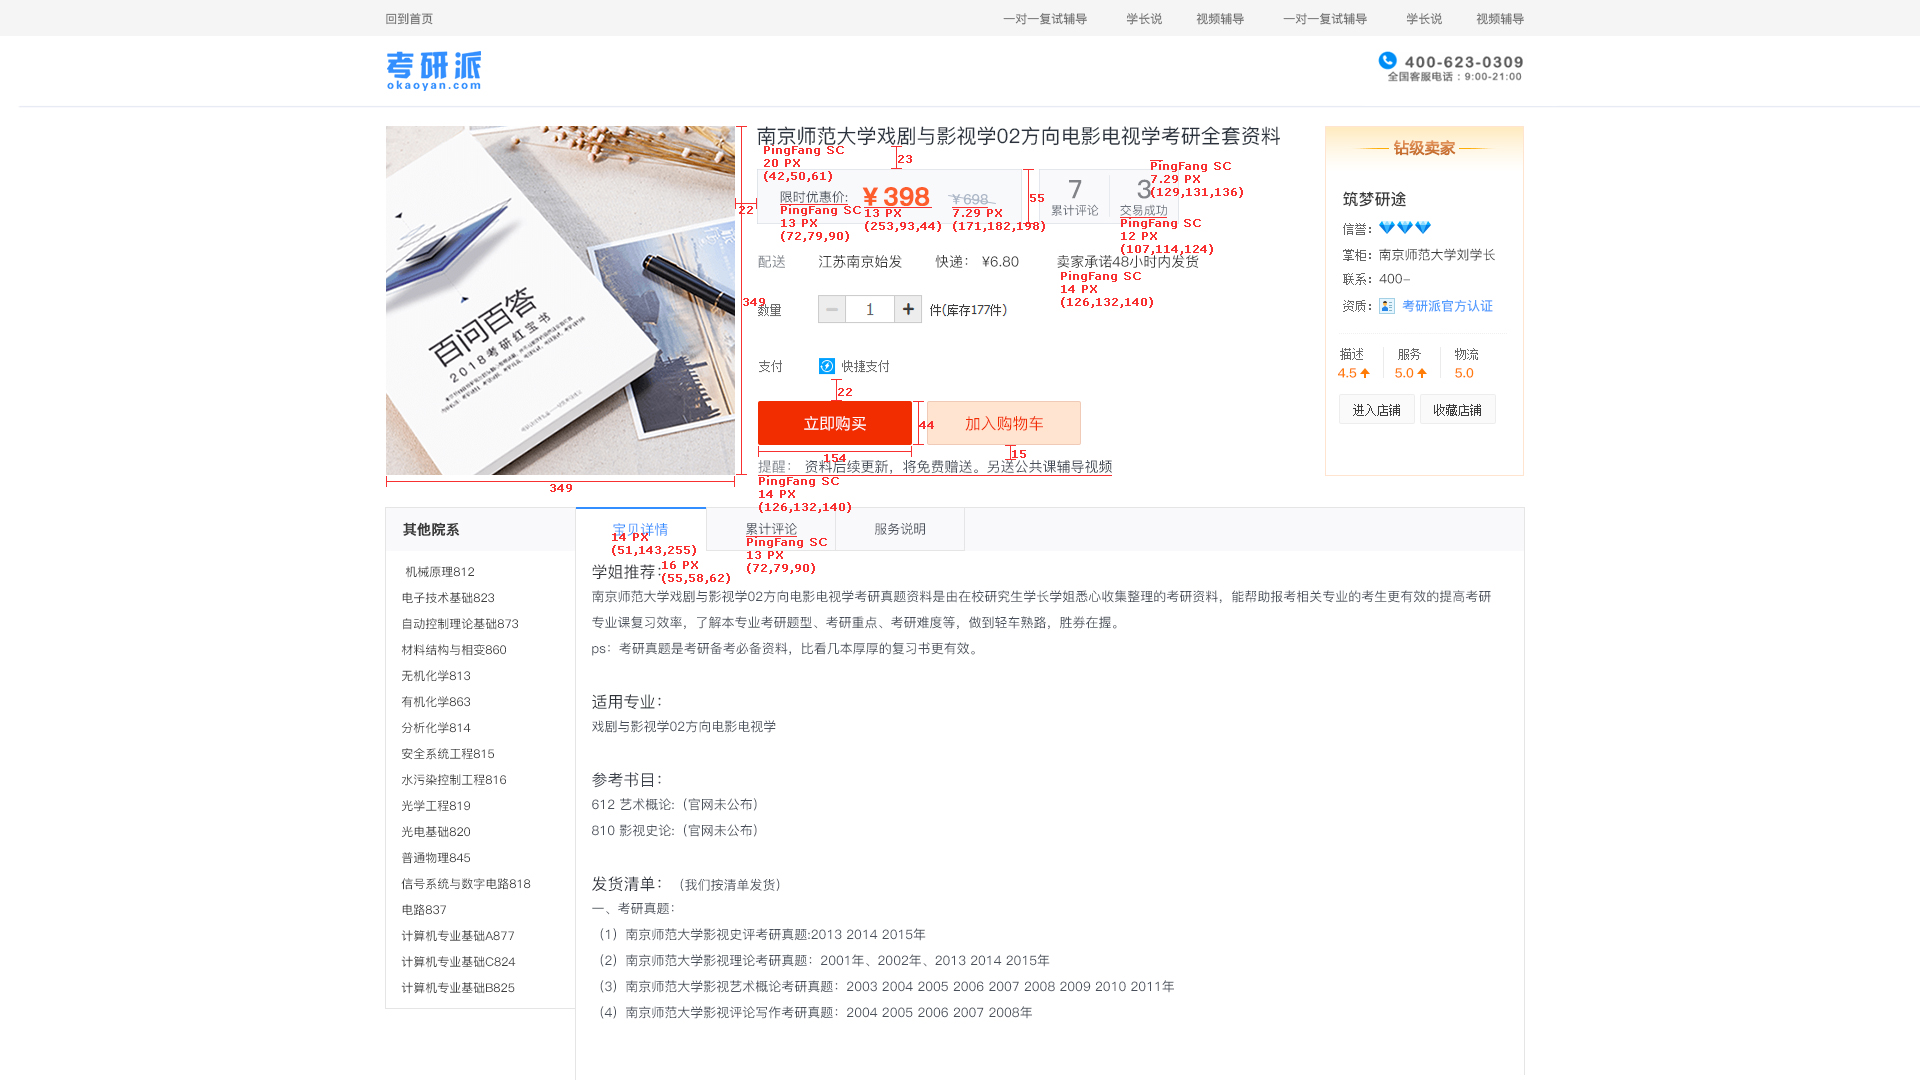 回到首页
一对一复试辅导 学长说 视频辅导 一对一复试辅导 学长说 视频辅导
考研派
okaoyan.com
400-623-0309
全国客服电话：9:00-21:00
百问百答
2018考研红宝书
南京师范大学戏剧与影视学02方向电影电视学考研全套资料
PingFang SC
20 PX
(42,50,61)
23
限时优惠价:
¥398
¥698
PingFang SC
13 PX
(72,79,90)
13 PX
(253,93,44)
7.29 PX
(171,182,198)
22
55
7
累计评论
3
交易成功
PingFang SC
7.29 PX
(129,131,136)
PingFang SC
12 PX
(107,114,124)
配送 江苏南京始发 快递： ¥6.80 卖家承诺48小时内发货
PingFang SC
14 PX
(126,132,140)
349
数量 1 件(库存177件)
支付 快捷支付
22
立即购买
44
加入购物车
154
15
提醒： 资料后续更新，将免费赠送。另送公共课辅导视频
PingFang SC
14 PX
(126,132,140)
349
钻级卖家
筑梦研途
信誉：
掌柜：南京师范大学刘学长
联系：400-
资质： 考研派官方认证
描述 服务 物流
4.5 5.0 5.0
进入店铺 收藏店铺
其他院系
宝贝详情 累计评论 服务说明
14 PX
(51,143,255)
PingFang SC
13 PX
(72,79,90)
机械原理812
电子技术基础823
自动控制理论基础873
材料结构与相变860
无机化学813
有机化学863
分析化学814
安全系统工程815
水污染控制工程816
光学工程819
光电基础820
普通物理845
信号系统与数字电路818
电路837
计算机专业基础A877
计算机专业基础C824
计算机专业基础B825
学姐推荐：
16 PX
(55,58,62)
南京师范大学戏剧与影视学02方向电影电视学考研真题资料是由在校研究生学长学姐悉心收集整理的考研资料，能帮助报考相关专业的考生更有效的提高考研
专业课复习效率，了解本专业考研题型、考研重点、考研难度等，做到轻车熟路，胜券在握。
ps：考研真题是考研备考必备资料，比看几本厚厚的复习书更有效。
适用专业：
戏剧与影视学02方向电影电视学
参考书目：
612 艺术概论:（官网未公布）
810 影视史论:（官网未公布）
发货清单：（我们按清单发货）
一、考研真题：
（1）南京师范大学影视史评考研真题:2013 2014 2015年
（2）南京师范大学影视理论考研真题：2001年、2002年、2013 2014 2015年
（3）南京师范大学影视艺术概论考研真题：2003 2004 2005 2006 2007 2008 2009 2010 2011年
（4）南京师范大学影视评论写作考研真题：2004 2005 2006 2007 2008年